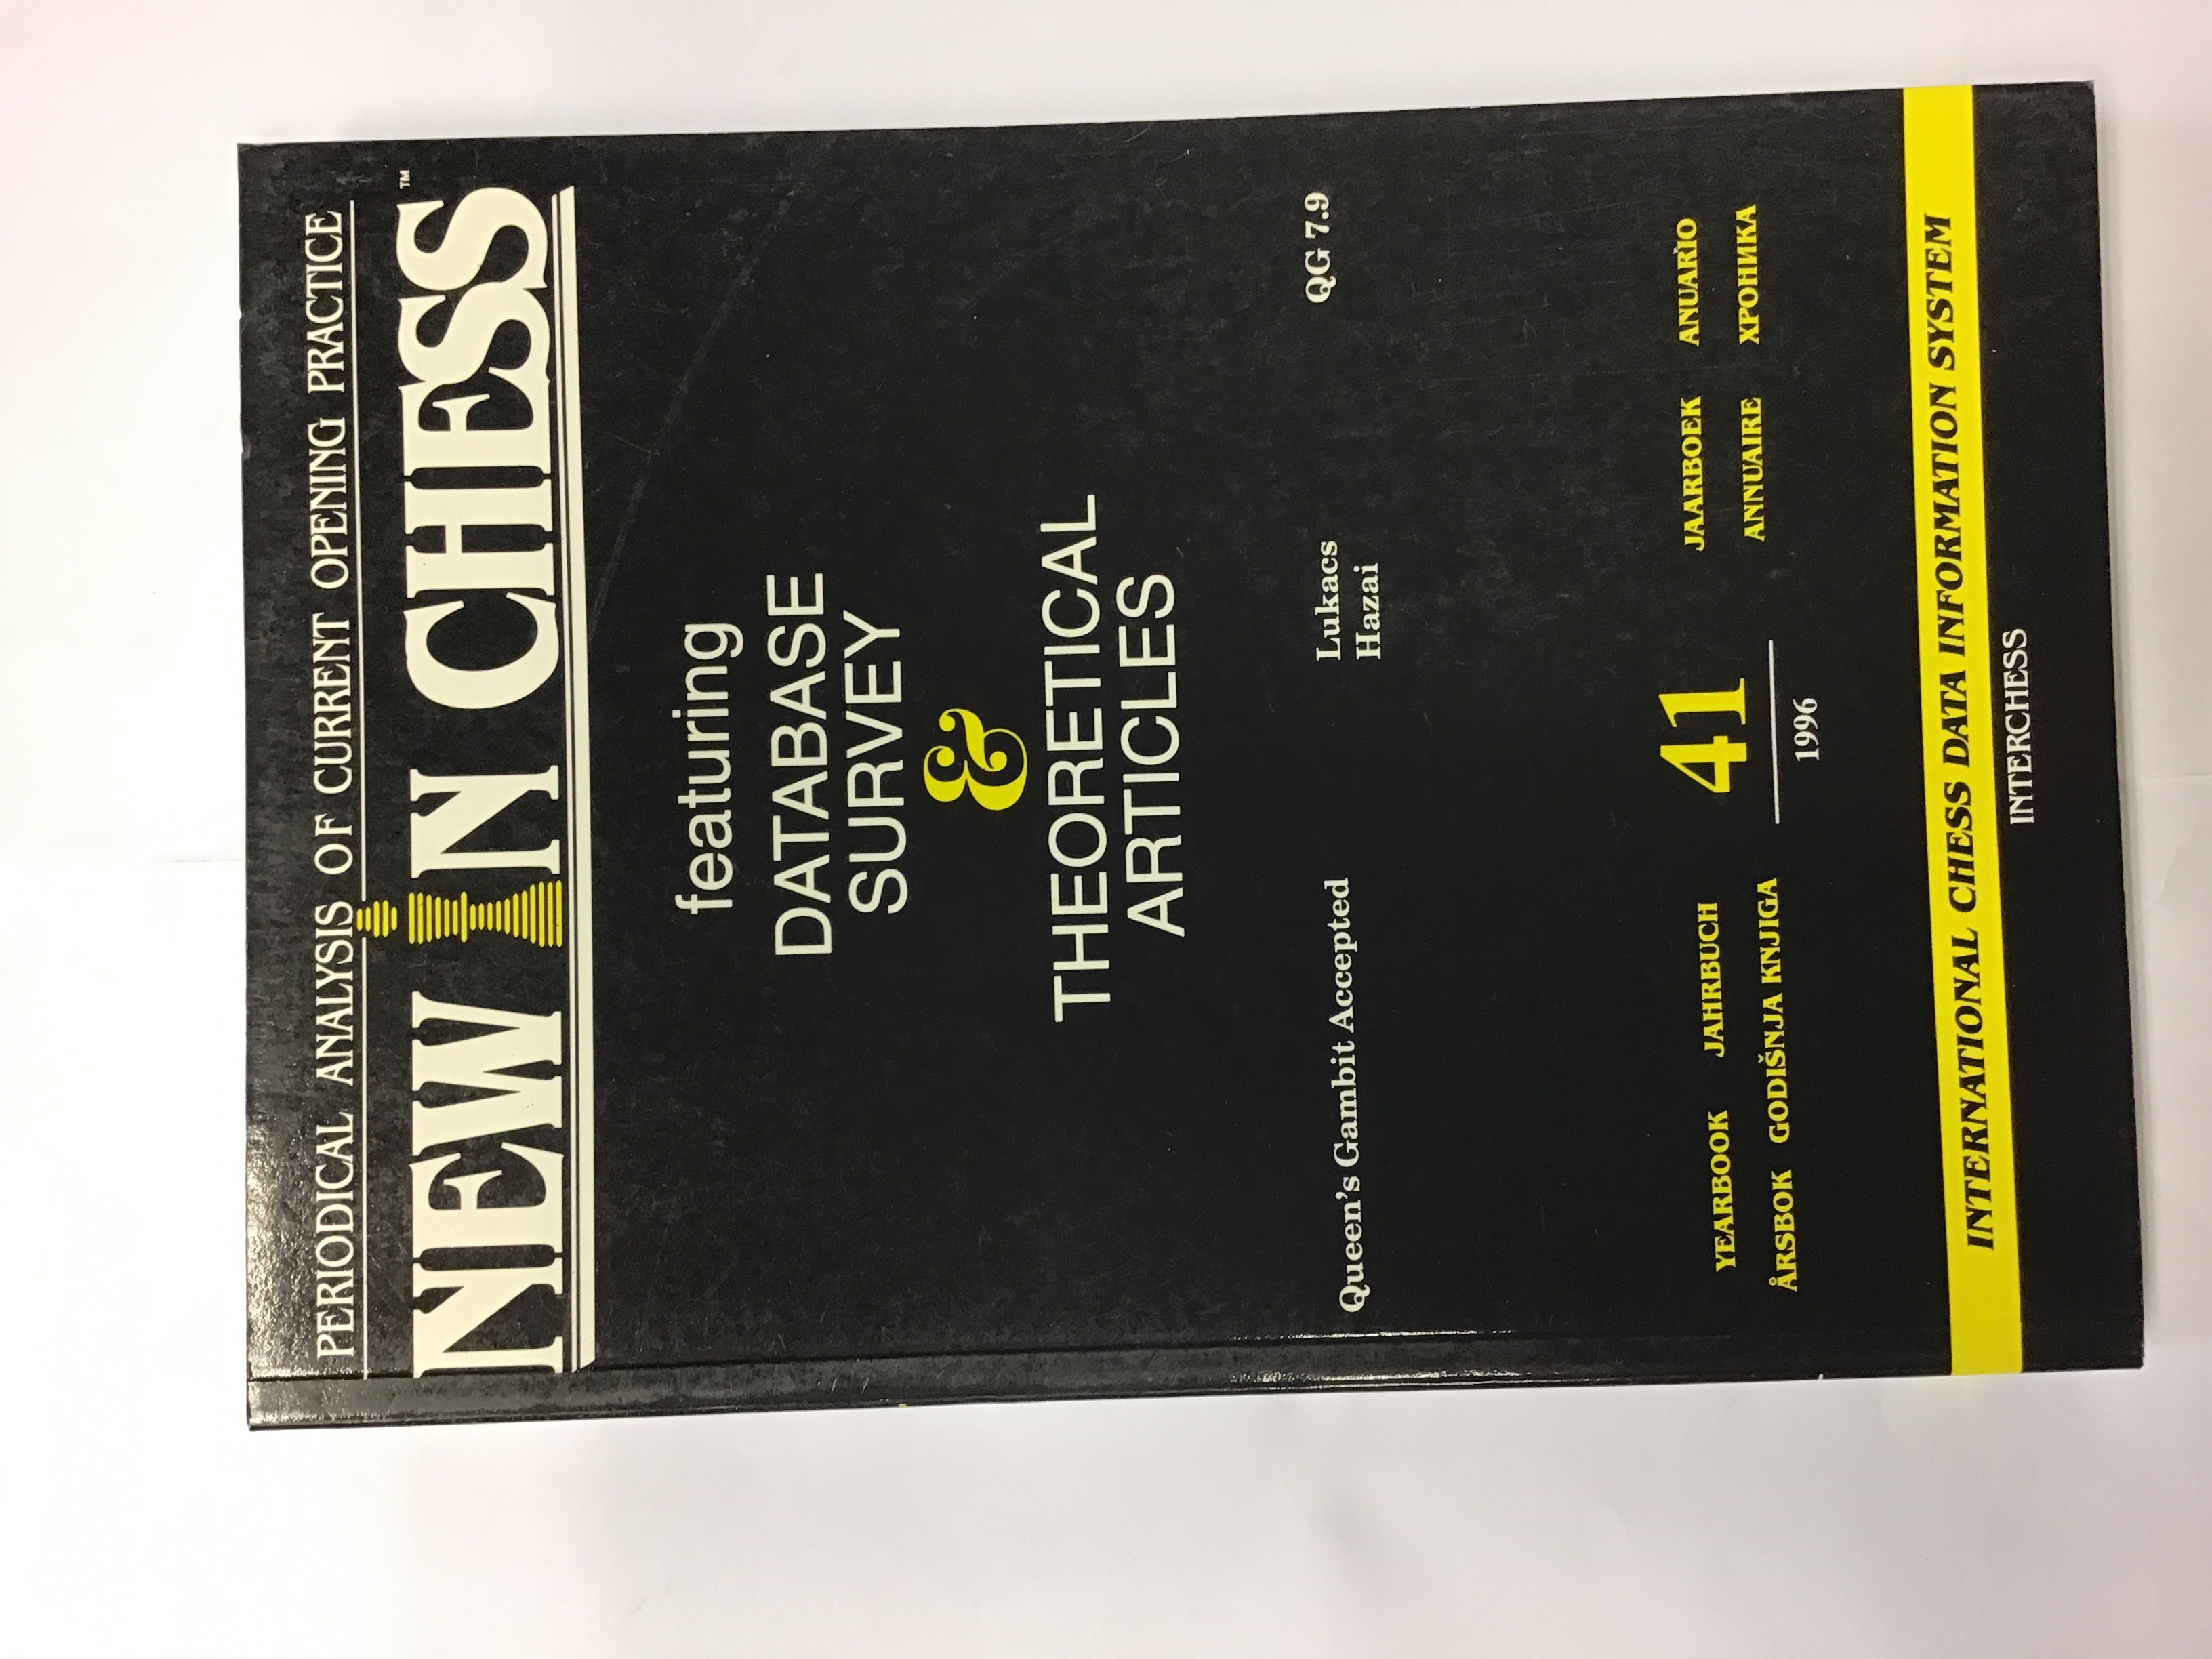 PERIODICAL ANALYSIS OF CURRENT OPENING PRACTICE
NEW IN CHESS™
featuring
DATABASE
SURVEY
&
THEORETICAL
ARTICLES
Queen's Gambit Accepted Lukacs QG 7.9
Hazai
YEARBOOK JAHRBUCH 41 JAARBOEK ANUARIO
ÅRSBOK GODIŠNJA KNJIGA ANNUAIRE ХРОНИКА
1996
INTERNATIONAL CHESS DATA INFORMATION SYSTEM
INTERCHESS